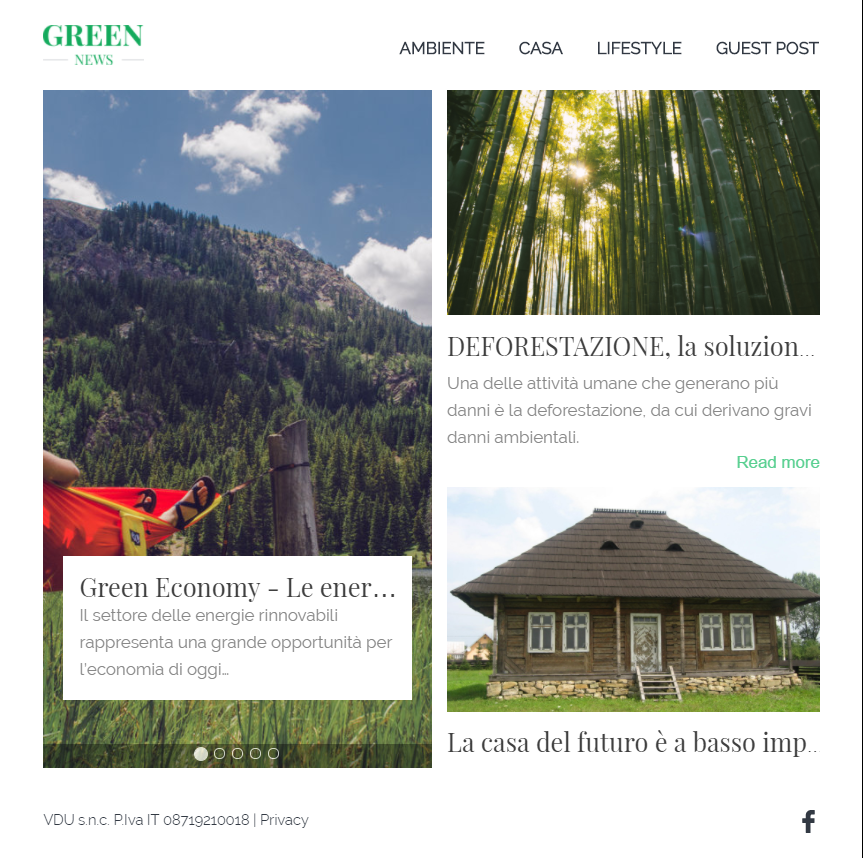 GREEN
NEWS
AMBIENTE CASA LIFESTYLE GUEST POST
Green Economy - Le ener...
Il settore delle energie rinnovabili
rappresenta una grande opportunità per
l'economia di oggi...
DEFORESTAZIONE, la soluzion...
Una delle attività umane che generano più
danni è la deforestazione, da cui derivano gravi
danni ambientali.
Read more
La casa del futuro è a basso imp...
VDU s.n.c. P.Iva IT 08719210018 | Privacy